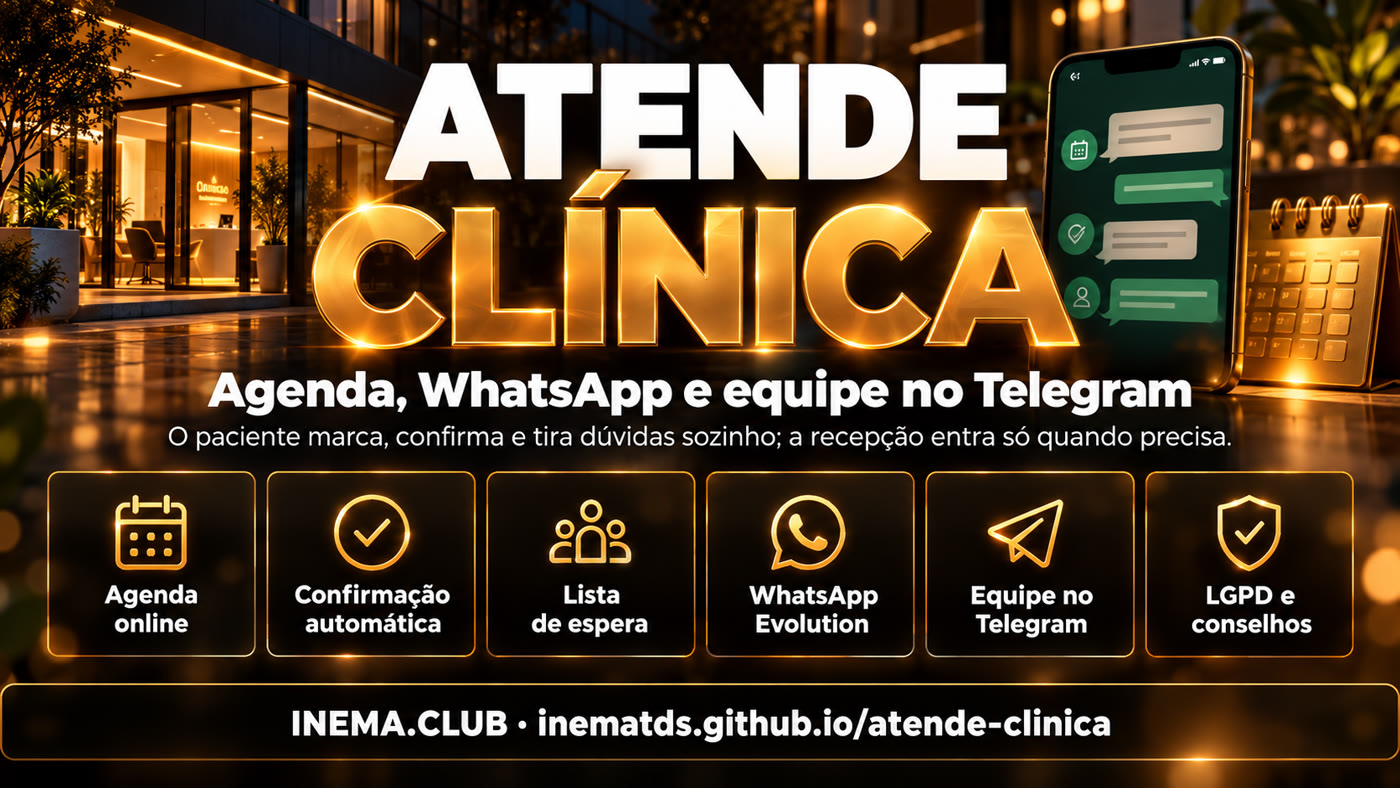 ATENDE
CLÍNICA
Agenda, WhatsApp e equipe no Telegram
O paciente marca, confirma e tira dúvidas sozinho; a recepção entra só quando precisa.
Agenda
online
Confirmação
automática
Lista
de espera
WhatsApp
Evolution
Equipe no
Telegram
LGPD e
conselhos
INEMA.CLUB · inematds.github.io/atende-clinica